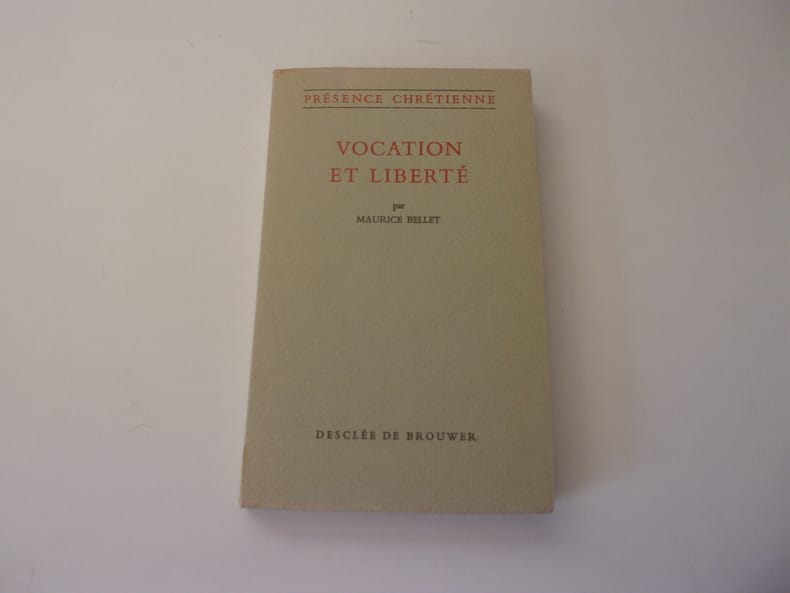 PRÉSENCE CHRÉTIENNE
VOCATION
ET LIBERTÉ
par
MAURICE BELLET
DESCLÉE DE BROUWER